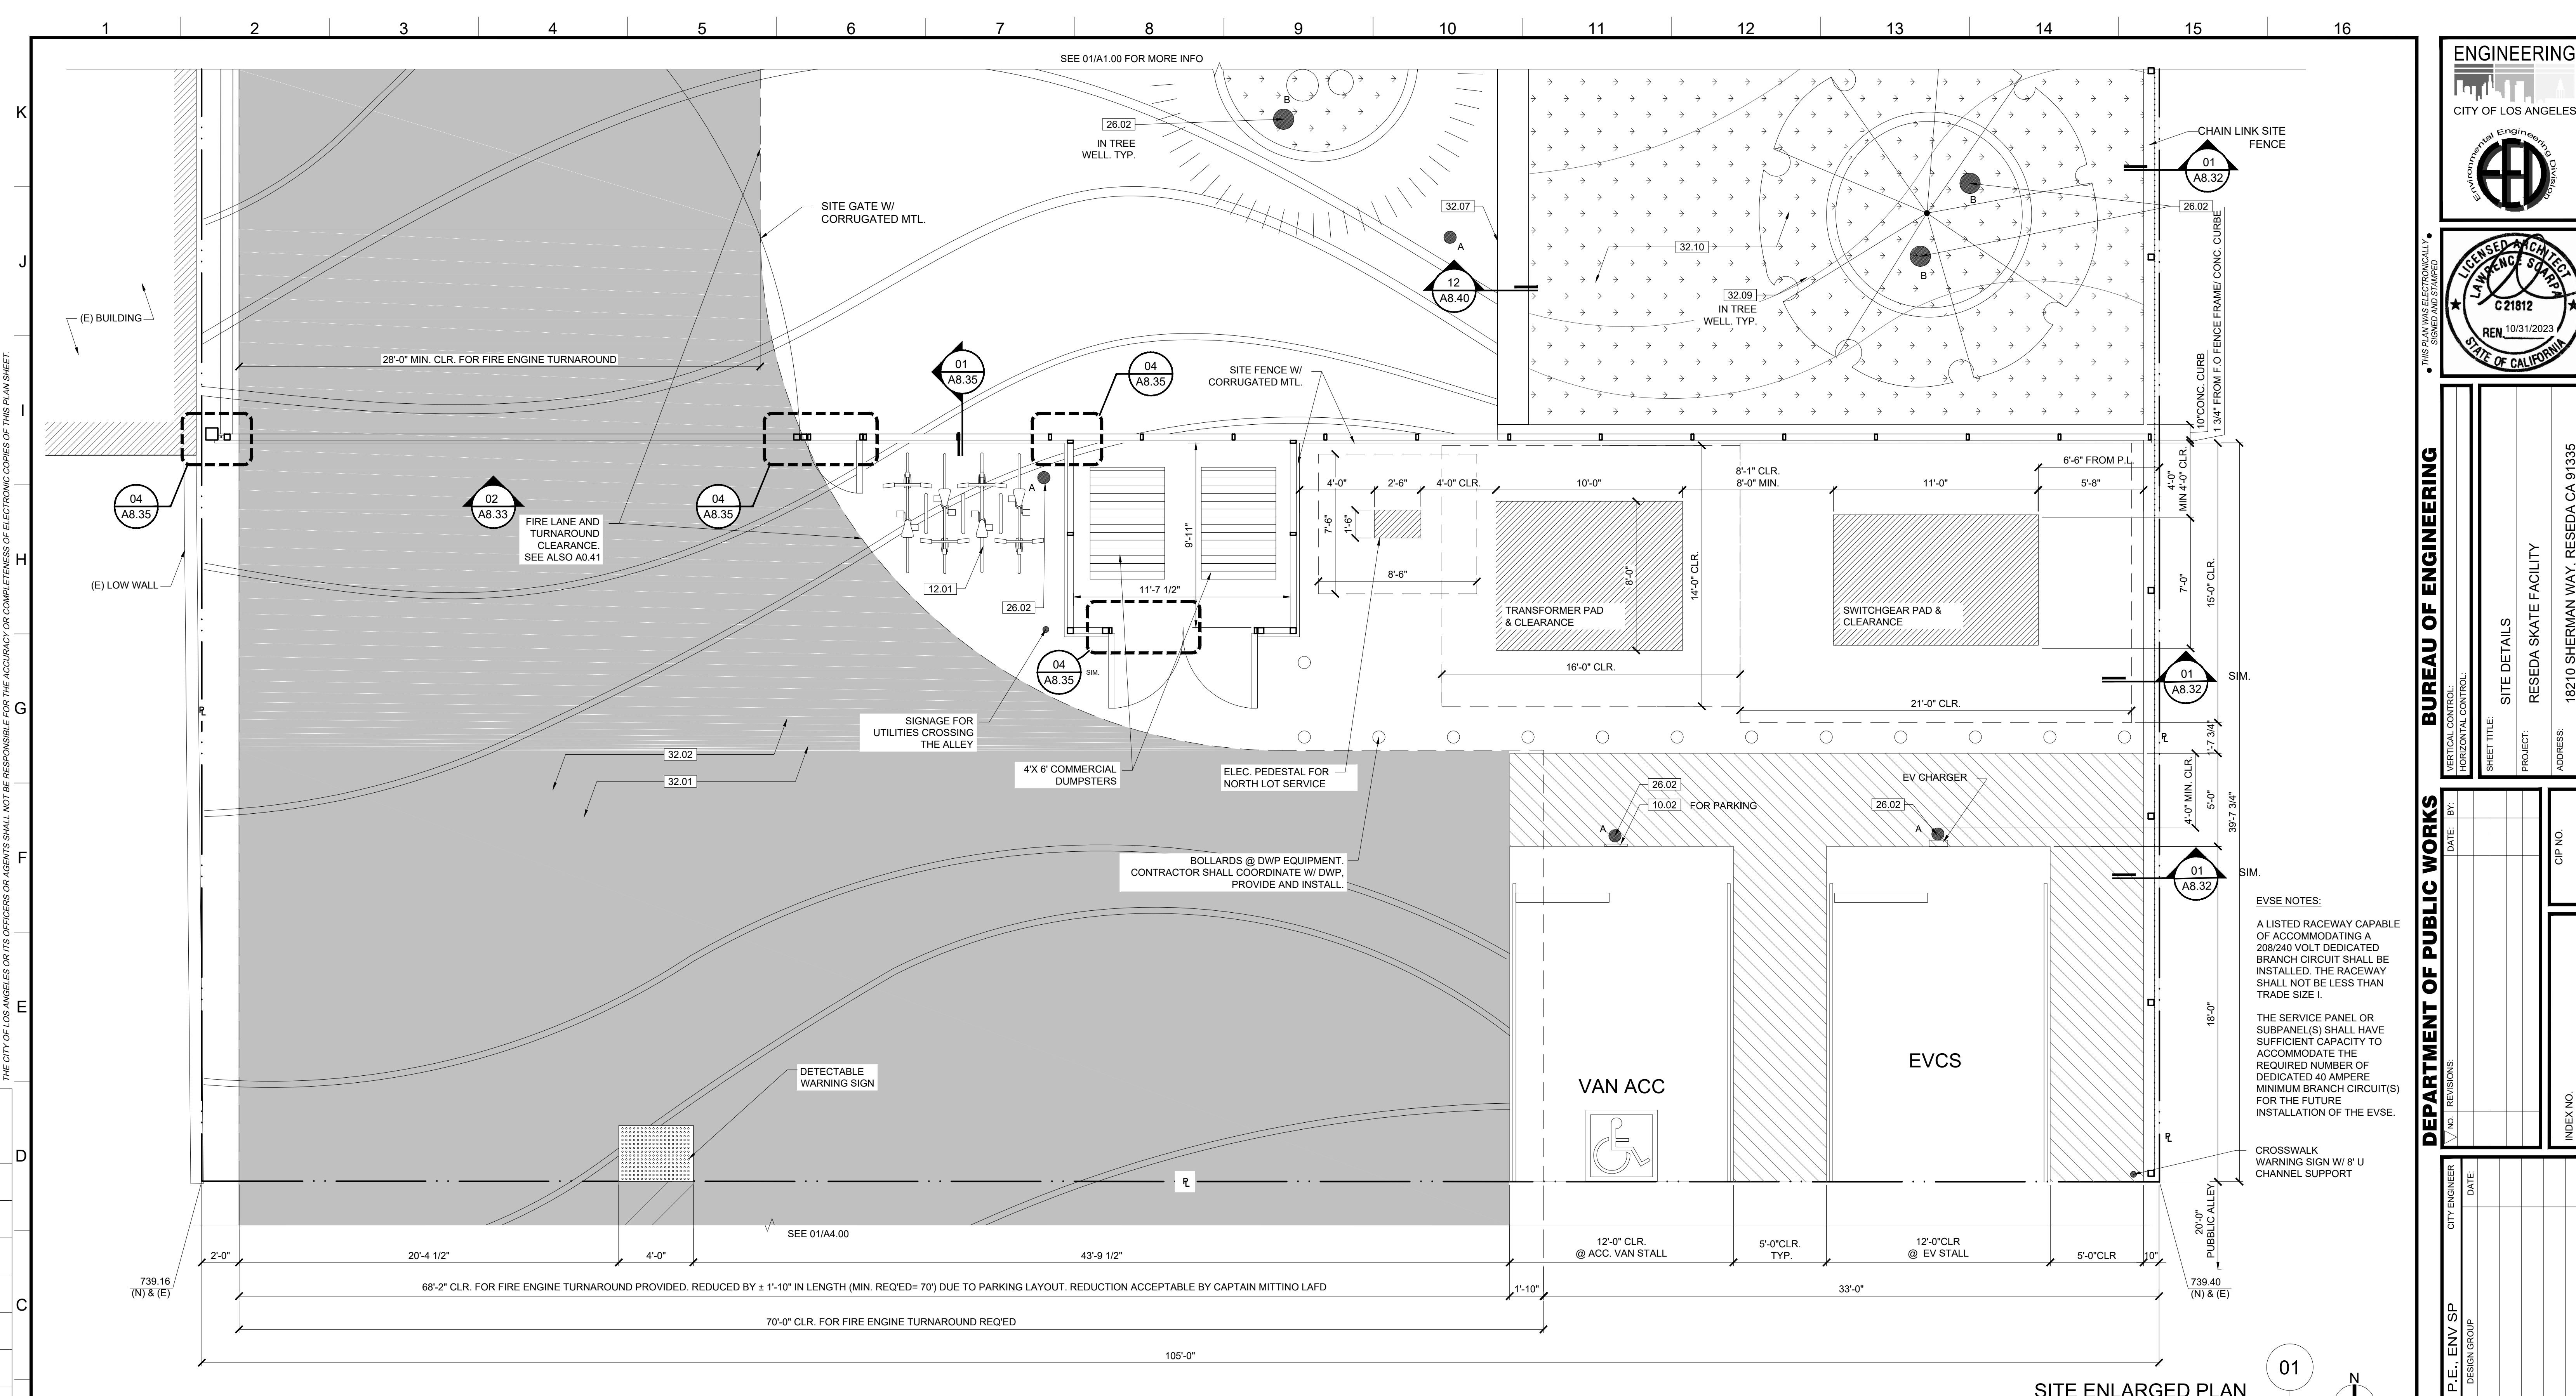 1 2 3 4 5 6 7 8 9 10 11 12 13 14 15 16
K
J
I
H
G
F
E
D
C
THE CITY OF LOS ANGELES OR ITS OFFICERS OR AGENTS SHALL NOT BE RESPONSIBLE FOR THE ACCURACY OR COMPLETENESS OF ELECTRONIC COPIES OF THIS PLAN SHEET.
SEE 01/A1.00 FOR MORE INFO
B
26.02
IN TREE
WELL. TYP.
SITE GATE W/
CORRUGATED MTL.
32.07
A
12
A8.40
32.10
32.09
IN TREE
WELL. TYP.
B
B
26.02
CHAIN LINK SITE
FENCE
01
A8.32
10"CONC. CURB
1 3/4" FROM F.O FENCE FRAME/ CONC. CURBE
(E) BUILDING
28'-0" MIN. CLR. FOR FIRE ENGINE TURNAROUND
01
A8.35
04
A8.35
SITE FENCE W/
CORRUGATED MTL.
04
A8.35
02
A8.33
04
A8.35
FIRE LANE AND
TURNAROUND
CLEARANCE.
SEE ALSO A0.41
(E) LOW WALL
A
12.01
26.02
9'-11"
11'-7 1/2"
04
A8.35
SIM.
4'-0"
2'-6"
4'-0" CLR.
7'-6"
1'-6"
8'-6"
10'-0"
8'-1" CLR.
8'-0" MIN.
11'-0"
6'-6" FROM P.L.
5'-8"
4'-0"
MIN 4'-0" CLR.
8'-0"
14'-0" CLR.
TRANSFORMER PAD
& CLEARANCE
SWITCHGEAR PAD &
CLEARANCE
7'-0"
15'-0" CLR.
16'-0" CLR.
21'-0" CLR.
01
A8.32
SIM.
1'-7 3/4"
PL
PL
SIGNAGE FOR
UTILITIES CROSSING
THE ALLEY
32.02
32.01
4'X 6' COMMERCIAL
DUMPSTERS
ELEC. PEDESTAL FOR
NORTH LOT SERVICE
26.02
10.02 FOR PARKING
A
EV CHARGER
26.02
A
4'-0" MIN. CLR.
5'-0"
39'-7 3/4"
BOLLARDS @ DWP EQUIPMENT.
CONTRACTOR SHALL COORDINATE W/ DWP,
PROVIDE AND INSTALL.
01
A8.32
SIM.
EVSE NOTES:
A LISTED RACEWAY CAPABLE
OF ACCOMMODATING A
208/240 VOLT DEDICATED
BRANCH CIRCUIT SHALL BE
INSTALLED. THE RACEWAY
SHALL NOT BE LESS THAN
TRADE SIZE I.
THE SERVICE PANEL OR
SUBPANEL(S) SHALL HAVE
SUFFICIENT CAPACITY TO
ACCOMMODATE THE
REQUIRED NUMBER OF
DEDICATED 40 AMPERE
MINIMUM BRANCH CIRCUIT(S)
FOR THE FUTURE
INSTALLATION OF THE EVSE.
18'-0"
DETECTABLE
WARNING SIGN
VAN ACC
EVCS
PL
CROSSWALK
WARNING SIGN W/ 8' U
CHANNEL SUPPORT
PL
SEE 01/A4.00
20'-0"
PUBBLIC ALLEY
739.16
(N) & (E)
2'-0"
20'-4 1/2"
4'-0"
43'-9 1/2"
12'-0" CLR.
@ ACC. VAN STALL
5'-0"CLR.
TYP.
12'-0"CLR
@ EV STALL
5'-0"CLR
10"
739.40
(N) & (E)
68'-2" CLR. FOR FIRE ENGINE TURNAROUND PROVIDED. REDUCED BY ± 1'-10" IN LENGTH (MIN. REQ'ED= 70') DUE TO PARKING LAYOUT. REDUCTION ACCEPTABLE BY CAPTAIN MITTINO LAFD
1'-10"
33'-0"
70'-0" CLR. FOR FIRE ENGINE TURNAROUND REQ'ED
105'-0"
01
SITE ENLARGED PLAN
N
ENGINEERING
CITY OF LOS ANGELES
Environmental Engineering Division
EED
THIS PLAN WAS ELECTRONICALLY
SIGNED AND STAMPED
LICENSED ARCHITECT
LAWRENCE SCARPA
C 21812
REN. 10/31/2023
STATE OF CALIFORNIA
BUREAU OF ENGINEERING
VERTICAL CONTROL:
HORIZONTAL CONTROL:
SHEET TITLE:
SITE DETAILS
PROJECT:
RESEDA SKATE FACILITY
ADDRESS:
18210 SHERMAN WAY, RESEDA CA 91335
DEPARTMENT OF PUBLIC WORKS
NO. REVISIONS: DATE: BY:
CIP NO.
INDEX NO.
P.E., ENV SP
CITY ENGINEER
DESIGN GROUP
DATE: